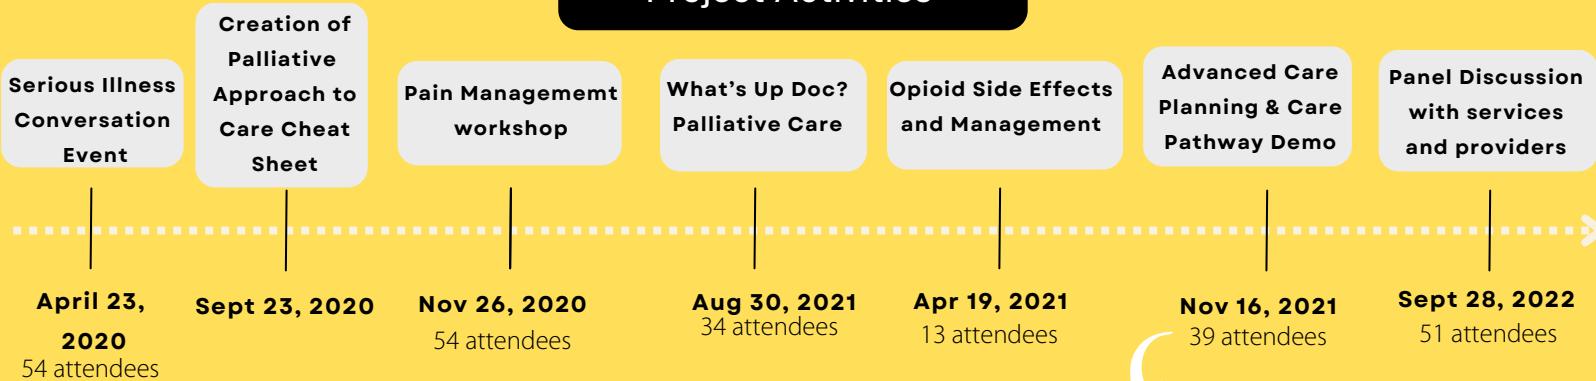 Project Activities
Serious Illness
Conversation
Event
Creation of
Palliative
Approach to
Care Cheat
Sheet
Pain Managememt
workshop
What's Up Doc?
Palliative Care
Opioid Side Effects
and Management
Advanced Care
Planning & Care
Pathway Demo
Panel Discussion
with services
and providers
April 23,
2020
54 attendees
Sept 23, 2020
Nov 26, 2020
54 attendees
Aug 30, 2021
34 attendees
Apr 19, 2021
13 attendees
Nov 16, 2021
39 attendees
Sept 28, 2022
51 attendees